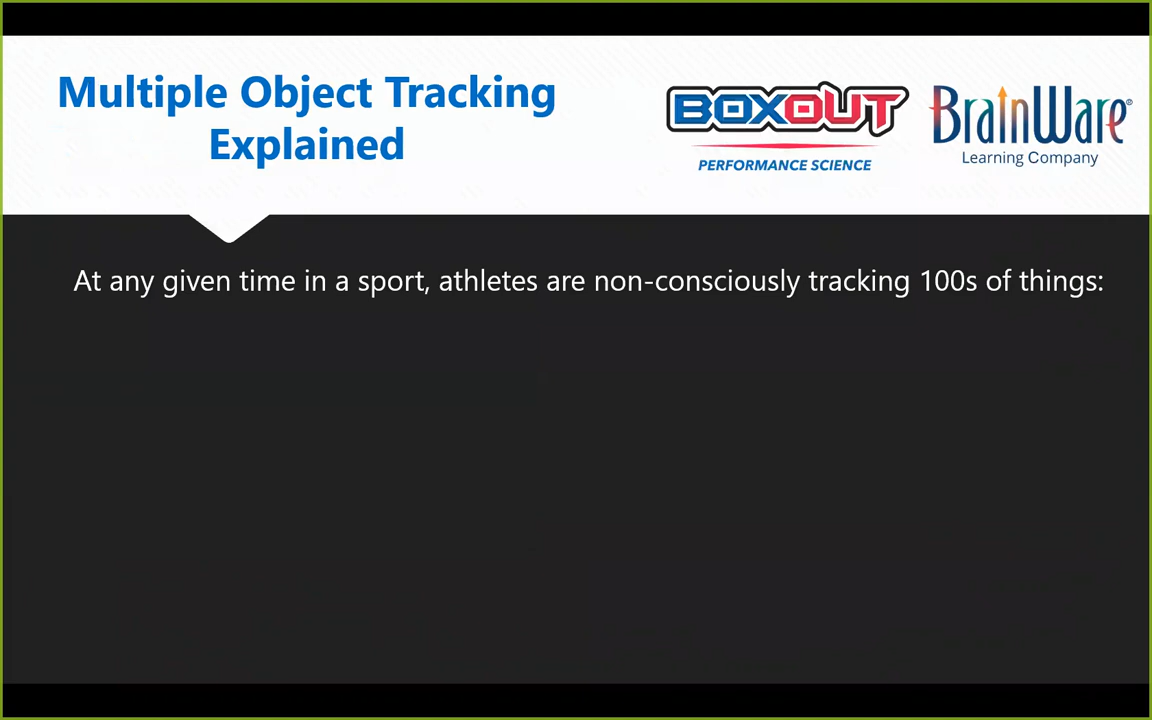 Multiple Object Tracking
Explained
BOXOUT
PERFORMANCE SCIENCE
BrainWare®
Learning Company
At any given time in a sport, athletes are non-consciously tracking 100s of things: